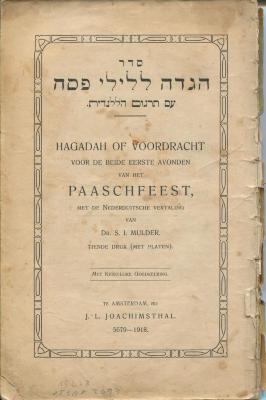 סדר
הגדה ללילי פסח
עם תרגום הללנדית.
HAGADAH OF VOORDRACHT
VOOR DE BEIDE EERSTE AVONDEN
VAN HET
PAASCHFEEST,
MET DE NEDERDUITSCHE VERTALING
VAN
DR. S. I. MULDER.
TIENDE DRUK (MET PLATEN).
MET KERKELIJKE GOEDKEURING.
TE AMSTERDAM, BIJ
J. L. JOACHIMSTHAL.
5679—1918.